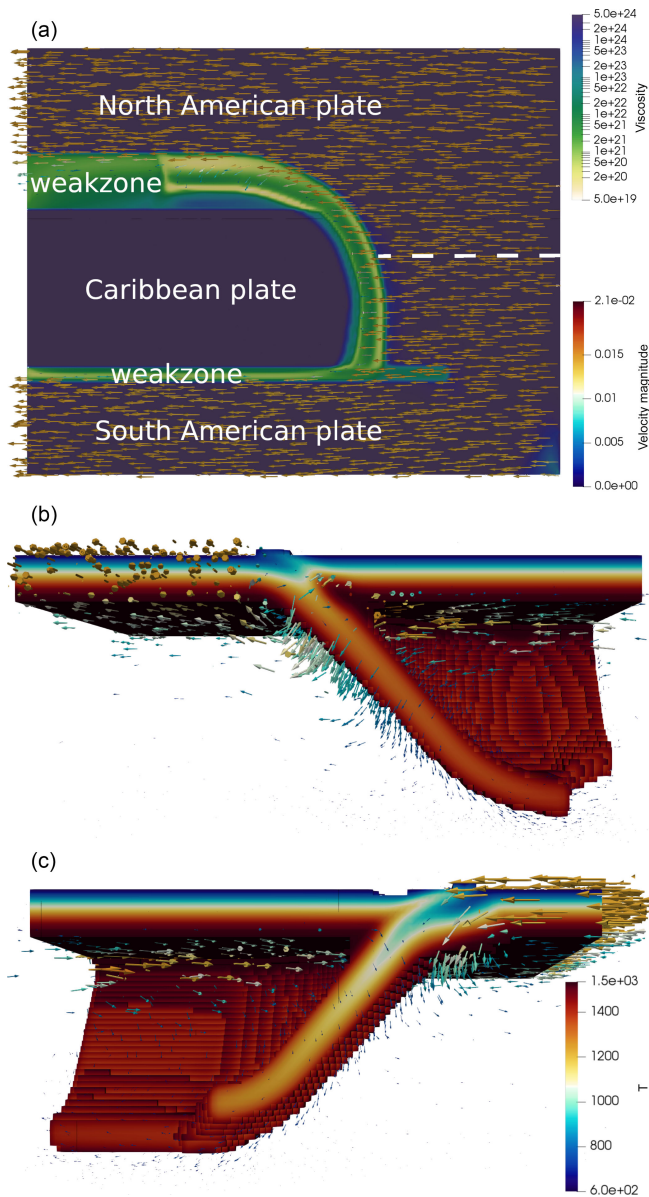 (a)
North American plate
weakzone
Caribbean plate
weakzone
South American plate
5.0e+24
2e+24
1e+24
5e+23
2e+23
1e+23
5e+22
2e+22
1e+22
5e+21
2e+21
1e+21
5e+20
2e+20
5.0e+19
Viscosity
2.1e-02
0.015
0.01
0.005
0.0e+00
Velocity magnitude
(b)
(c)
1.5e+03
1400
1200
1000
800
6.0e+02
T